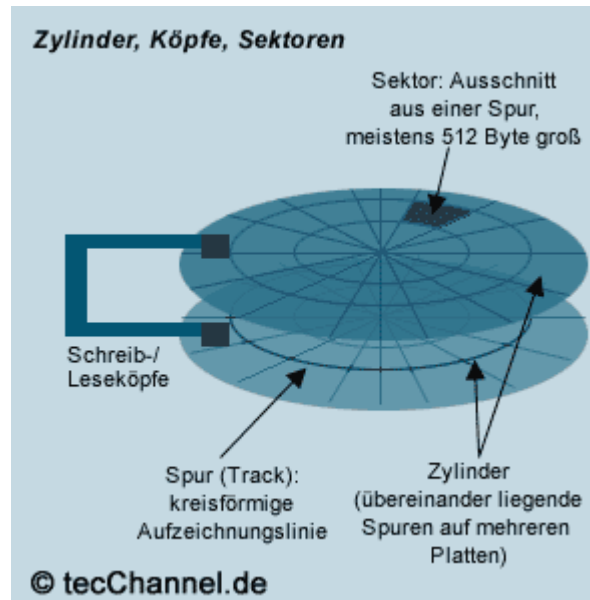 Zylinder, Köpfe, Sektoren
Sektor: Ausschnitt
aus einer Spur,
meistens 512 Byte groß
Schreib-/
Leseköpfe
Spur (Track):
kreisförmige
Aufzeichnungslinie
Zylinder
(übereinander liegende
Spuren auf mehreren
Platten)
© tecChannel.de